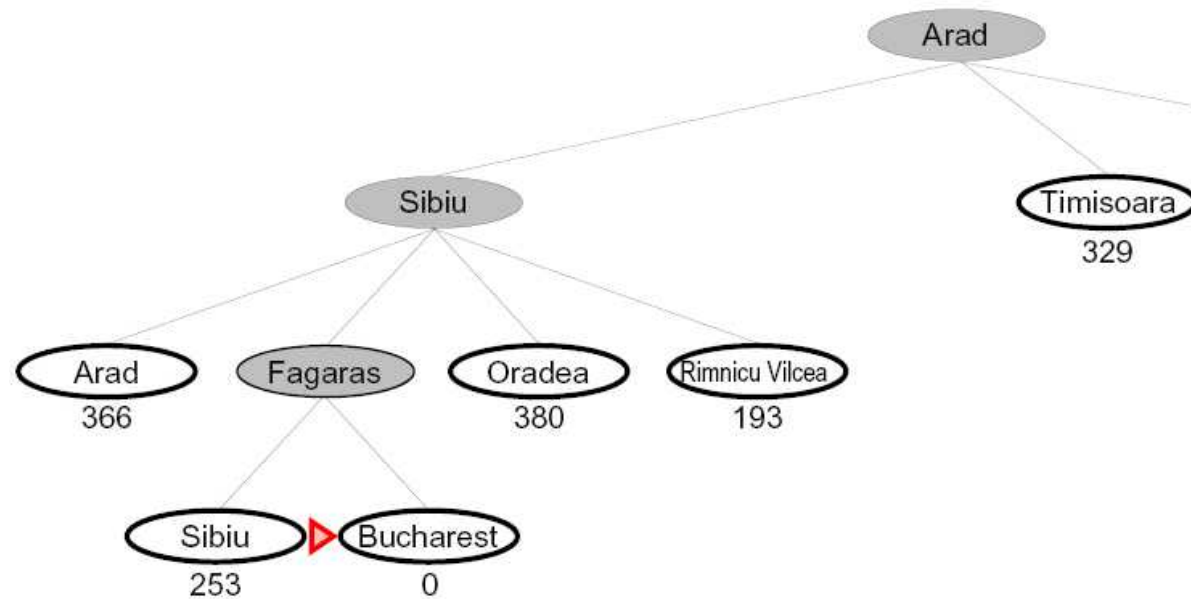 Arad
Sibiu
Timisoara
329
Arad
Fagaras
Oradea
Rimnicu Vilcea
366
380
193
Sibiu
Bucharest
253
0